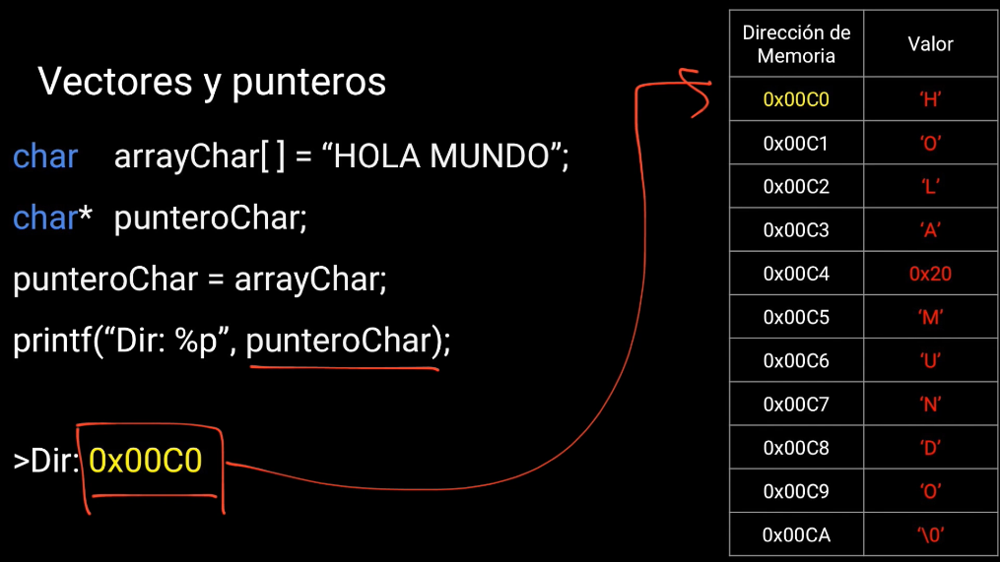 Vectores y punteros
char arrayChar[ ] = “HOLA MUNDO”;
char* punteroChar;
punteroChar = arrayChar;
printf(“Dir: %p”, punteroChar);
>Dir: 0x00C0
Dirección de Memoria Valor
0x00C0 ‘H’
0x00C1 ‘O’
0x00C2 ‘L’
0x00C3 ‘A’
0x00C4 0x20
0x00C5 ‘M’
0x00C6 ‘U’
0x00C7 ‘N’
0x00C8 ‘D’
0x00C9 ‘O’
0x00CA ‘\0’